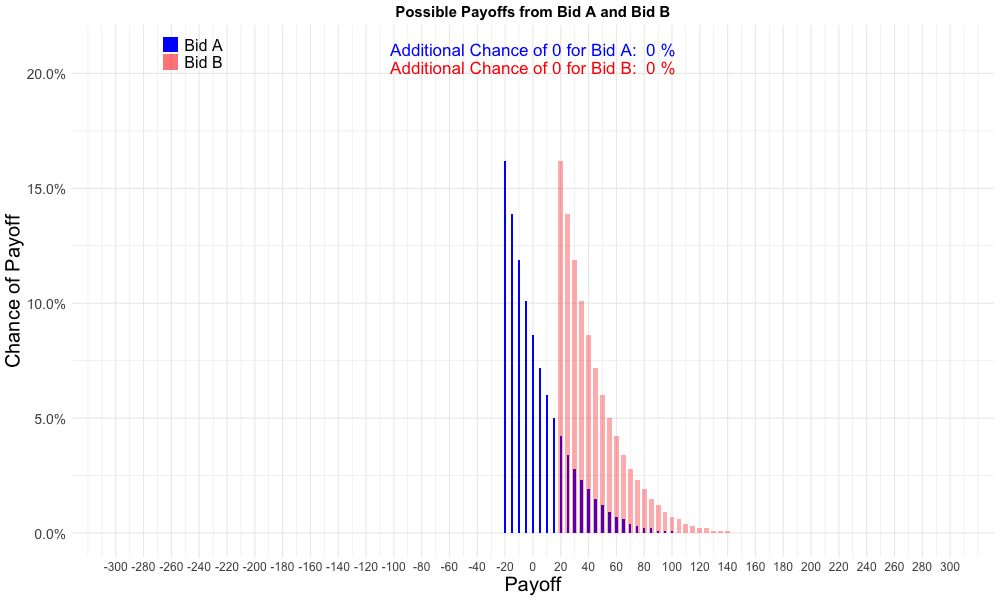 Possible Payoffs from Bid A and Bid B
Bid A
Bid B
Additional Chance of 0 for Bid A:  0 %
Additional Chance of 0 for Bid B:  0 %
Chance of Payoff
20.0%
15.0%
10.0%
5.0%
0.0%
-300 -280 -260 -240 -220 -200 -180 -160 -140 -120 -100 -80 -60 -40 -20 0 20 40 60 80 100 120 140 160 180 200 220 240 260 280 300
Payoff